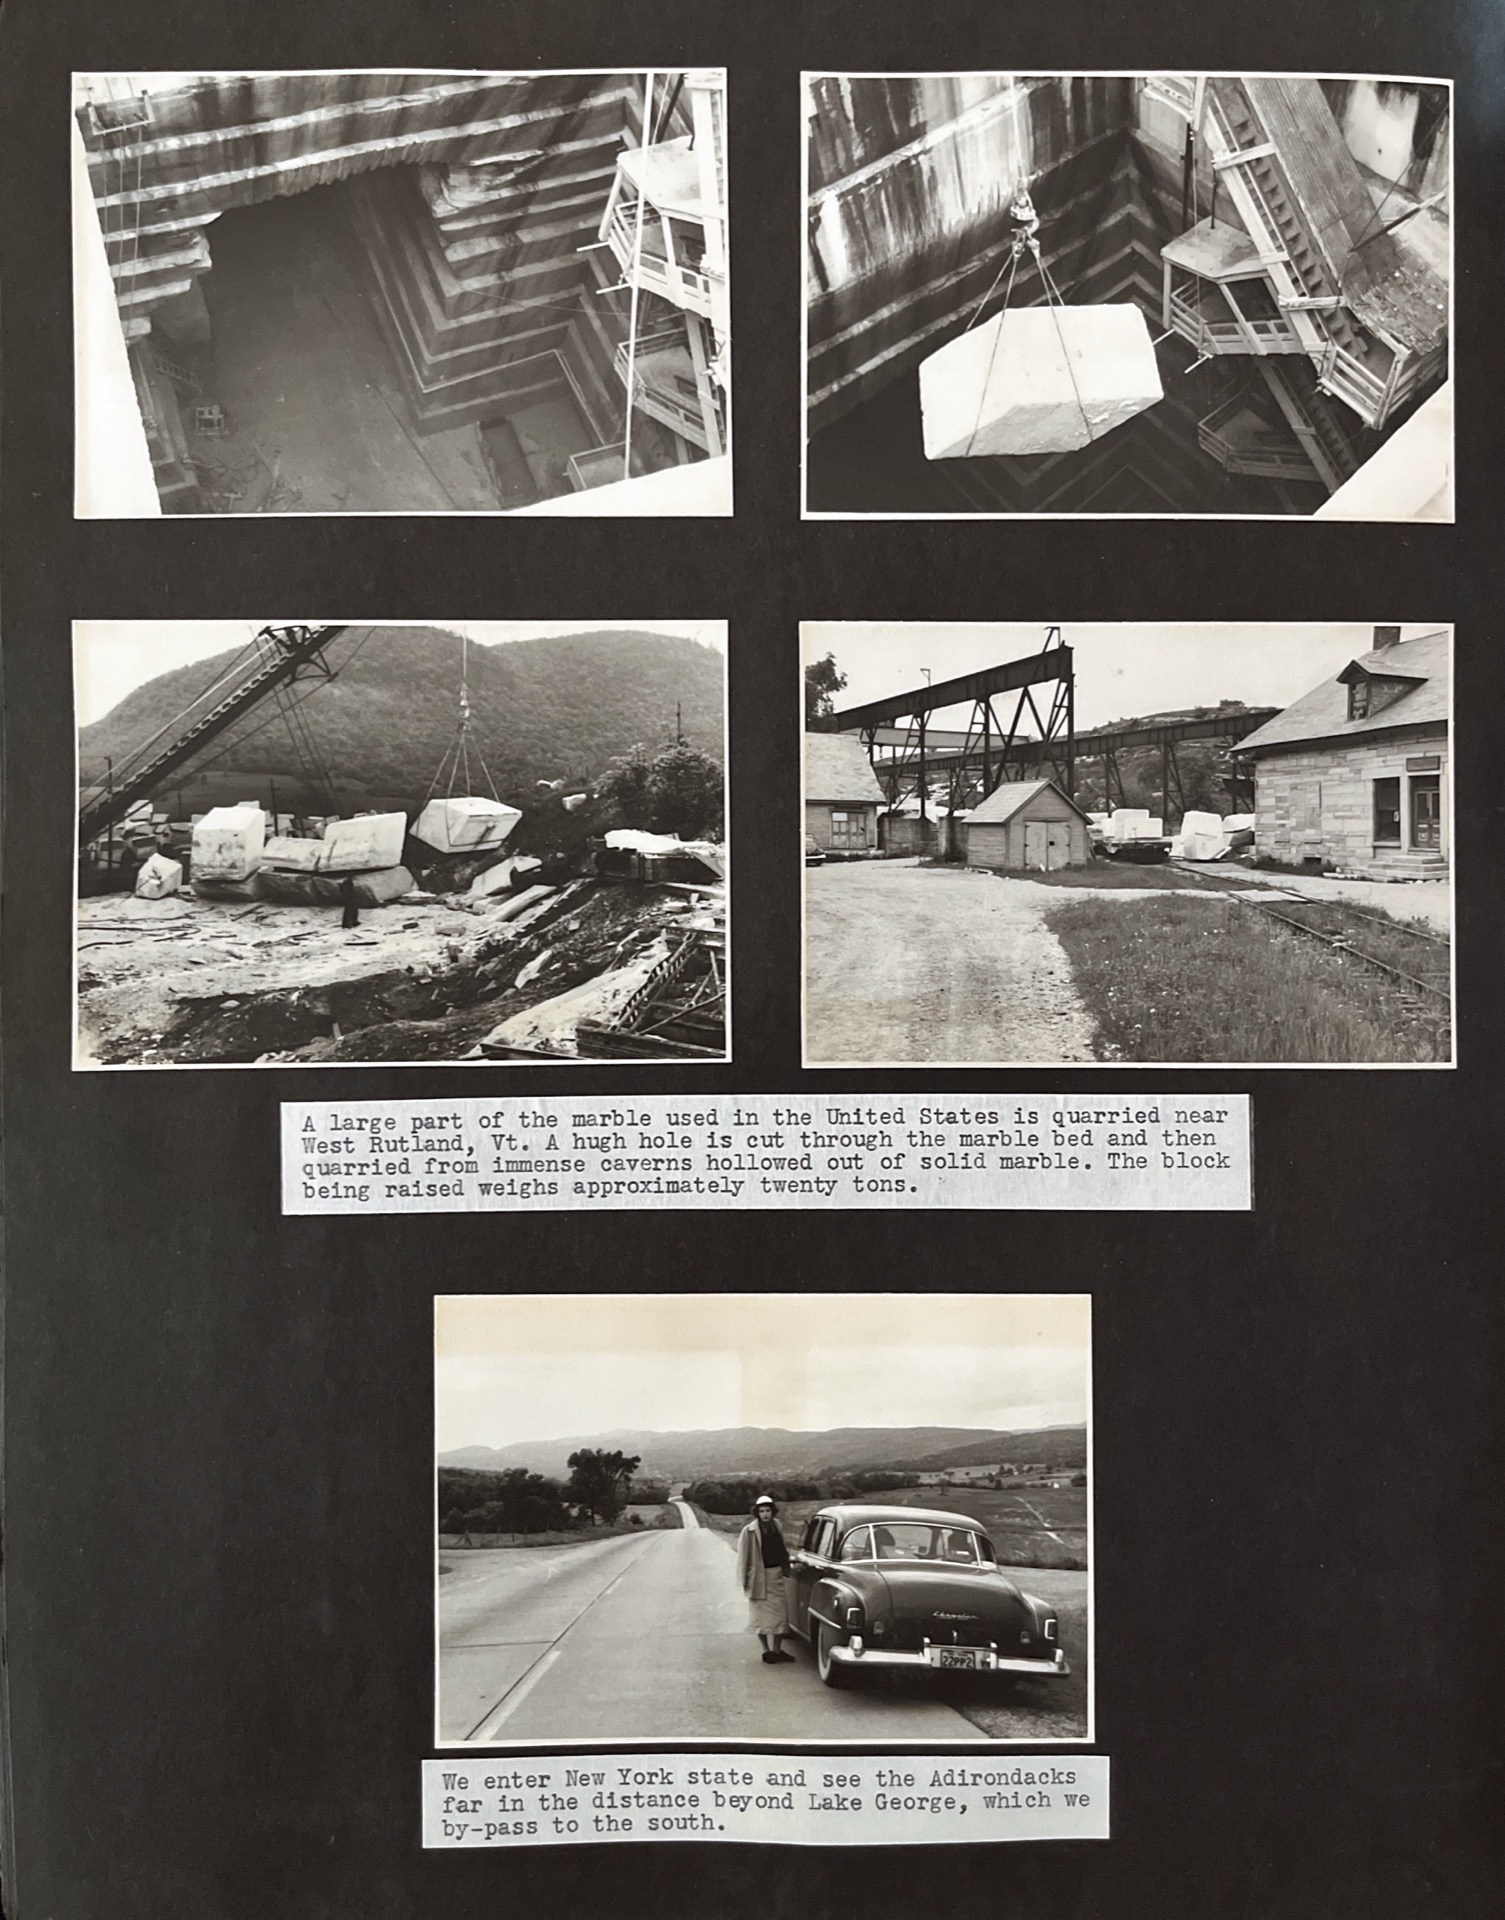 A large part of the marble used in the United States is quarried near
West Rutland, Vt. A hugh hole is cut through the marble bed and then
quarried from immense caverns hollowed out of solid marble. The block
being raised weighs approximately twenty tons.
Chrysler
22PP2
We enter New York state and see the Adirondacks
far in the distance beyond Lake George, which we
by-pass to the south.